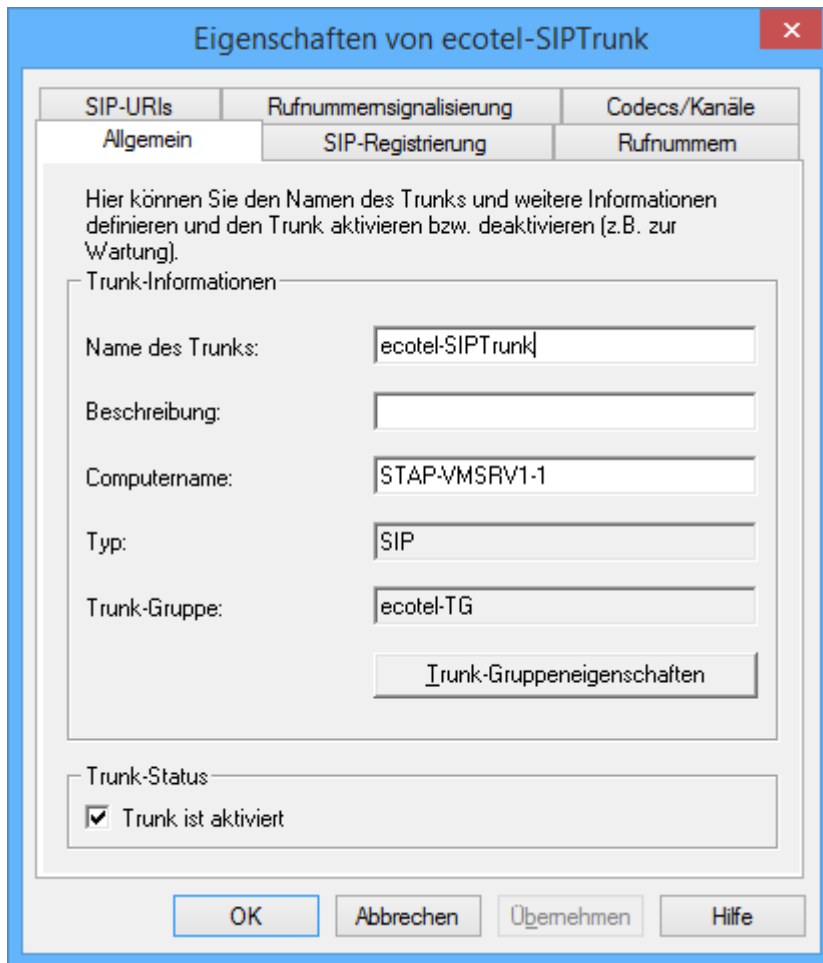 Eigenschaften von ecotel-SIPTrunk
SIP-URIs
Rufnummernsignalisierung
Codecs/Kanäle
Allgemein
SIP-Registrierung
Rufnummern
Hier können Sie den Namen des Trunks und weitere Informationen
definieren und den Trunk aktivieren bzw. deaktivieren (z.B. zur
Wartung).
Trunk-Informationen
Name des Trunks:
ecotel-SIPTrunk
Beschreibung:
Computername:
STAP-VMSRV1-1
Typ:
SIP
Trunk-Gruppe:
ecotel-TG
Trunk-Gruppeneigenschaften
Trunk-Status
Trunk ist aktiviert
OK
Abbrechen
Übernehmen
Hilfe